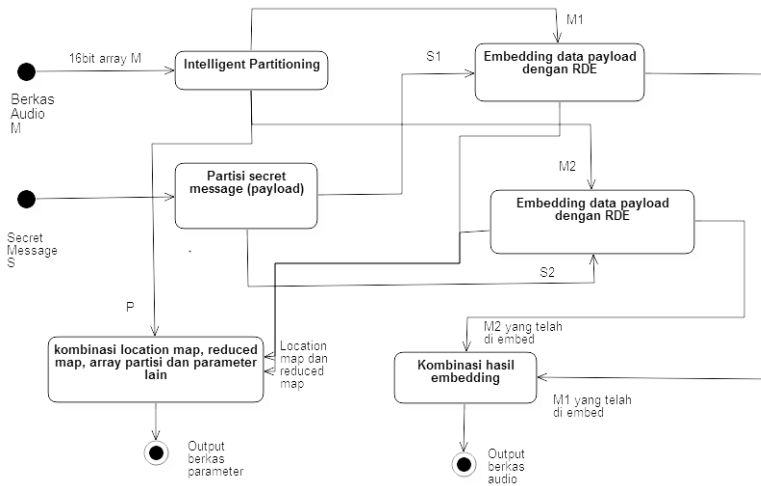 M1
16bit array M
Intelligent Partitioning
S1
Embedding data payload
dengan RDE
Berkas
Audio
M
Partisi secret
message (payload)
M2
Embedding data payload
dengan RDE
Secret
Message
S
S2
P
M2 yang telah
di embed
kombinasi location map, reduced
map, array partisi dan parameter
lain
Location
map dan
reduced
map
Kombinasi hasil
embedding
M1 yang telah
di embed
Output
berkas
parameter
Output
berkas
audio